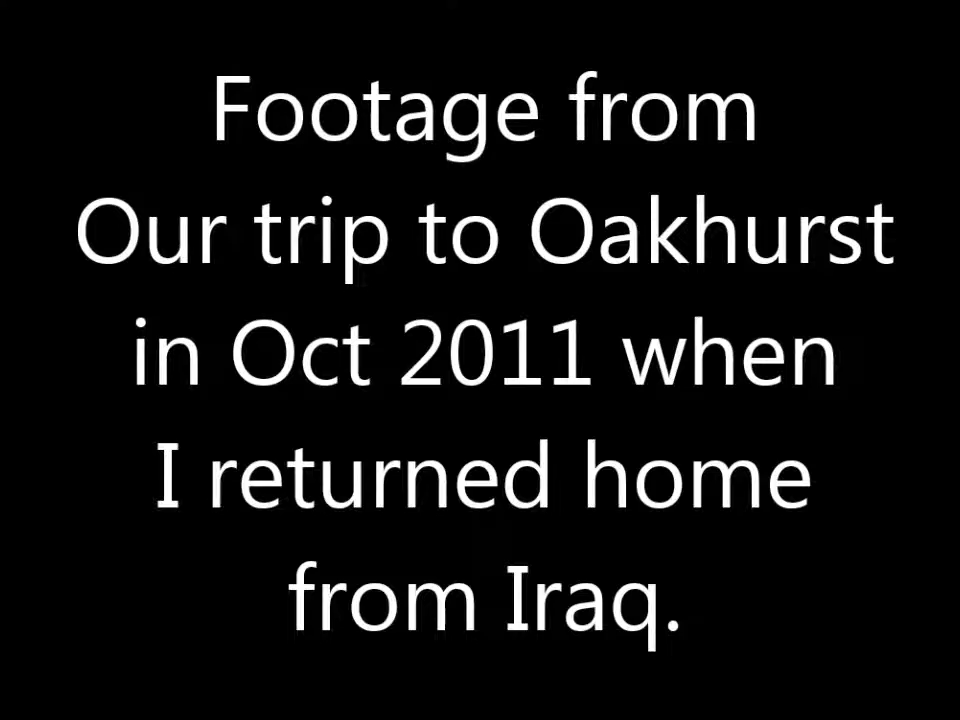 Footage from
Our trip to Oakhurst
in Oct 2011 when
I returned home
from Iraq.